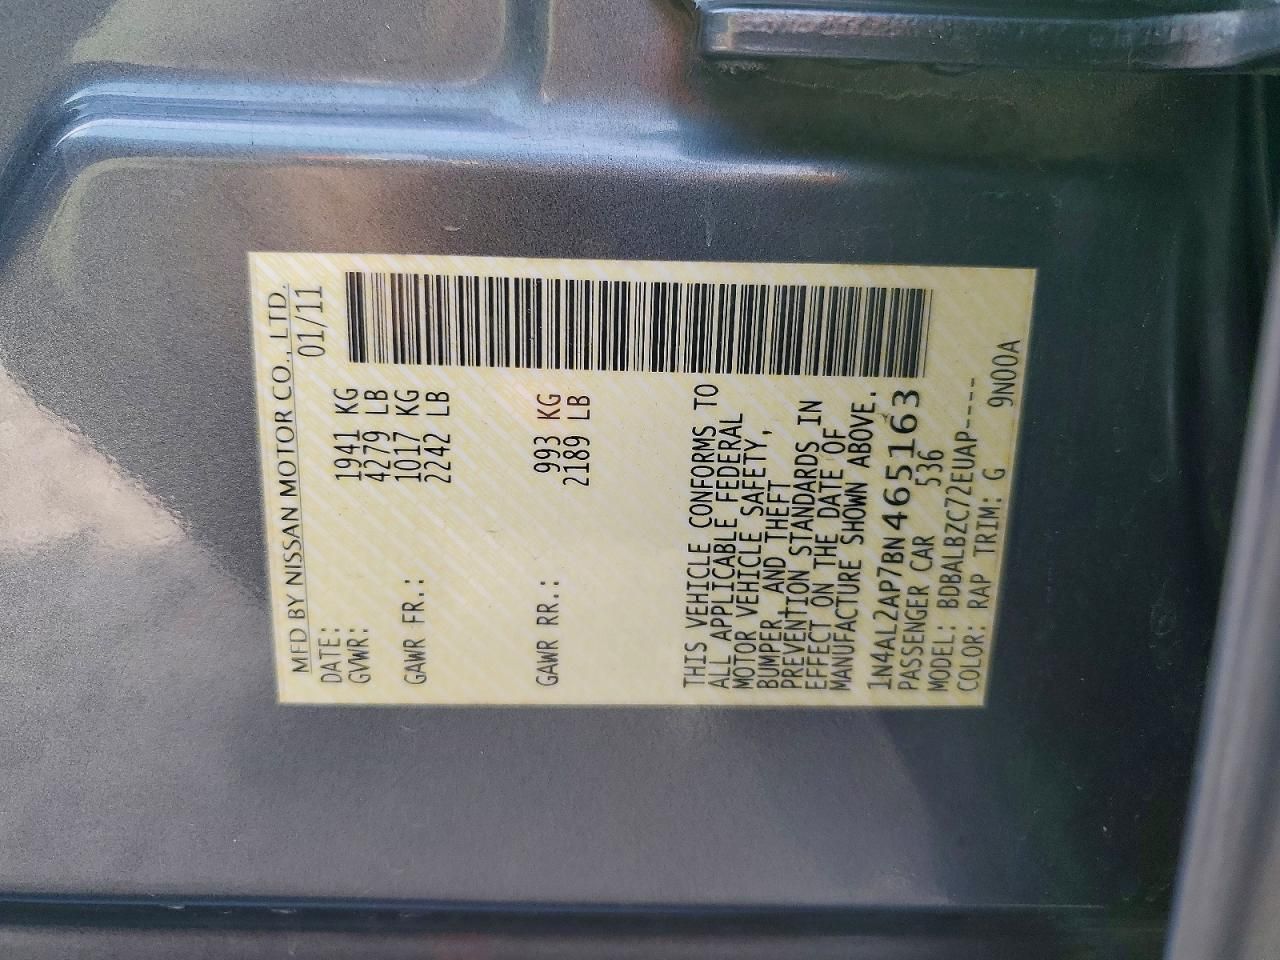 MFD BY NISSAN MOTOR CO., LTD.
DATE: 01/11
GVWR: 1941 KG
4279 LB
GAWR FR.: 1017 KG
2242 LB
GAWR RR.: 993 KG
2189 LB
THIS VEHICLE CONFORMS TO
ALL APPLICABLE FEDERAL
MOTOR VEHICLE SAFETY,
BUMPER, AND THEFT
PREVENTION STANDARDS IN
EFFECT ON THE DATE OF
MANUFACTURE SHOWN ABOVE.
1N4AL2AP7BN465163
PASSENGER CAR 536
MODEL: BDBALBZC72EUAP----
COLOR: RAP TRIM: G 9N00A